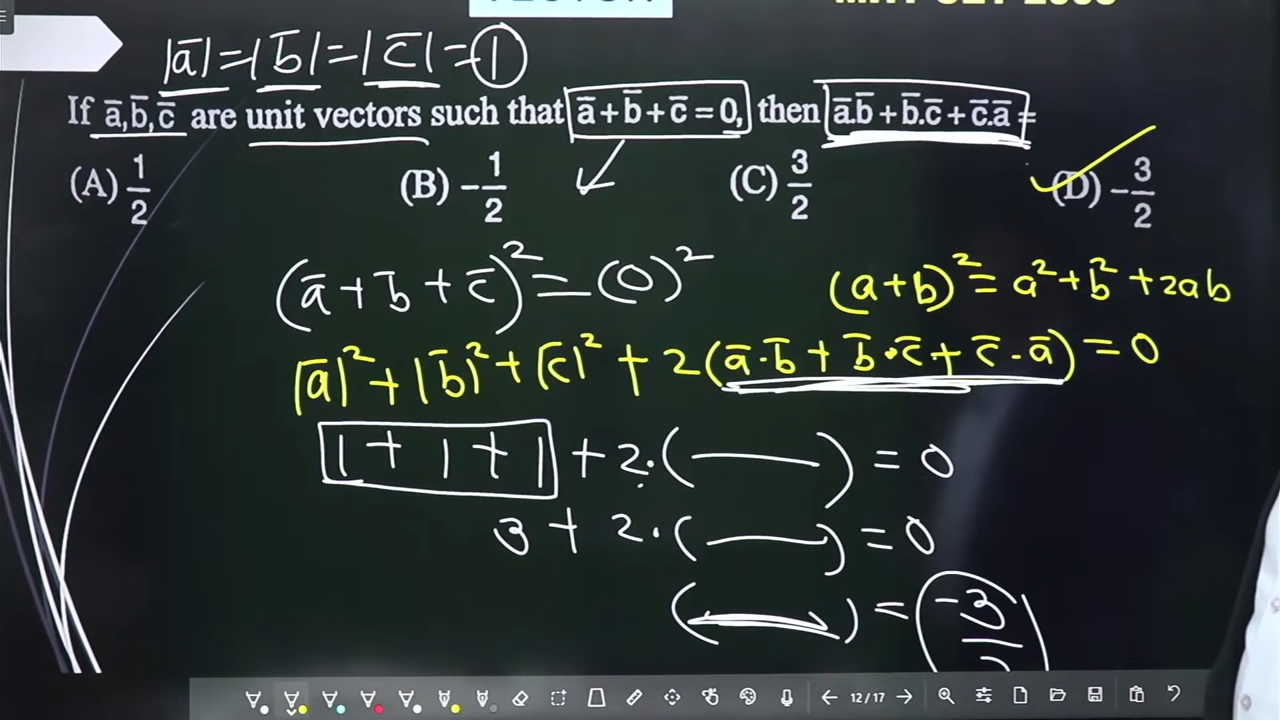 |a̅| = |b̅| = |c̅| = 1
If a̅, b̅, c̅ are unit vectors such that a̅ + b̅ + c̅ = 0, then a̅.b̅ + b̅.c̅ + c̅.a̅ =
(A) 1/2 (B) -1/2 (C) 3/2 (D) -3/2
(a̅ + b̅ + c̅)² = (0)² (a+b)² = a² + b² + 2ab
|a̅|² + |b̅|² + |c̅|² + 2(a̅·b̅ + b̅·c̅ + c̅·a̅) = 0
1 + 1 + 1 + 2·( — ) = 0
3 + 2·( — ) = 0
( — ) = -3
12/17